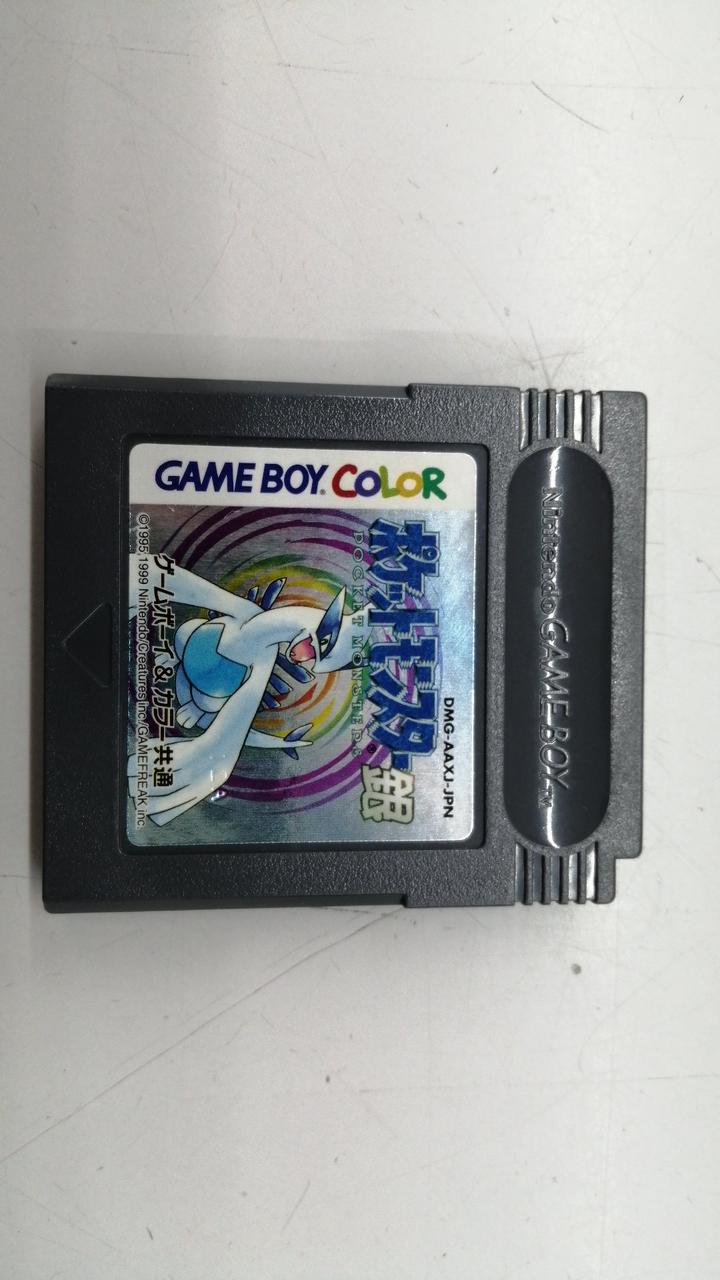 Nintendo GAME BOY™
DMG-AAXJ-JPN
ポケットモンスター銀
POCKET MONSTERS®
GAME BOY® COLOR
ゲームボーイ&カラー共通
©1995,1999 Nintendo/Creatures inc./GAMEFREAK inc.